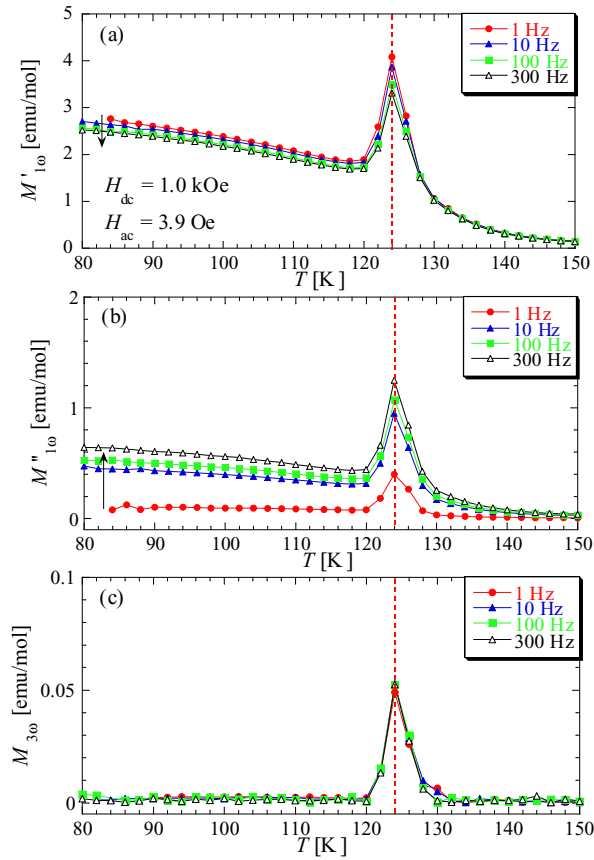 (a)
1 Hz
10 Hz
100 Hz
300 Hz
5
4
3
2
1
0
M'1ω [emu/mol]
Hdc = 1.0 kOe
Hac = 3.9 Oe
80 90 100 110 120 130 140 150
T [K]
(b)
1 Hz
10 Hz
100 Hz
300 Hz
2
1
0
M"1ω [emu/mol]
80 90 100 110 120 130 140 150
T [K]
(c)
1 Hz
10 Hz
100 Hz
300 Hz
0.1
0.05
0
M3ω [emu/mol]
80 90 100 110 120 130 140 150
T [K]